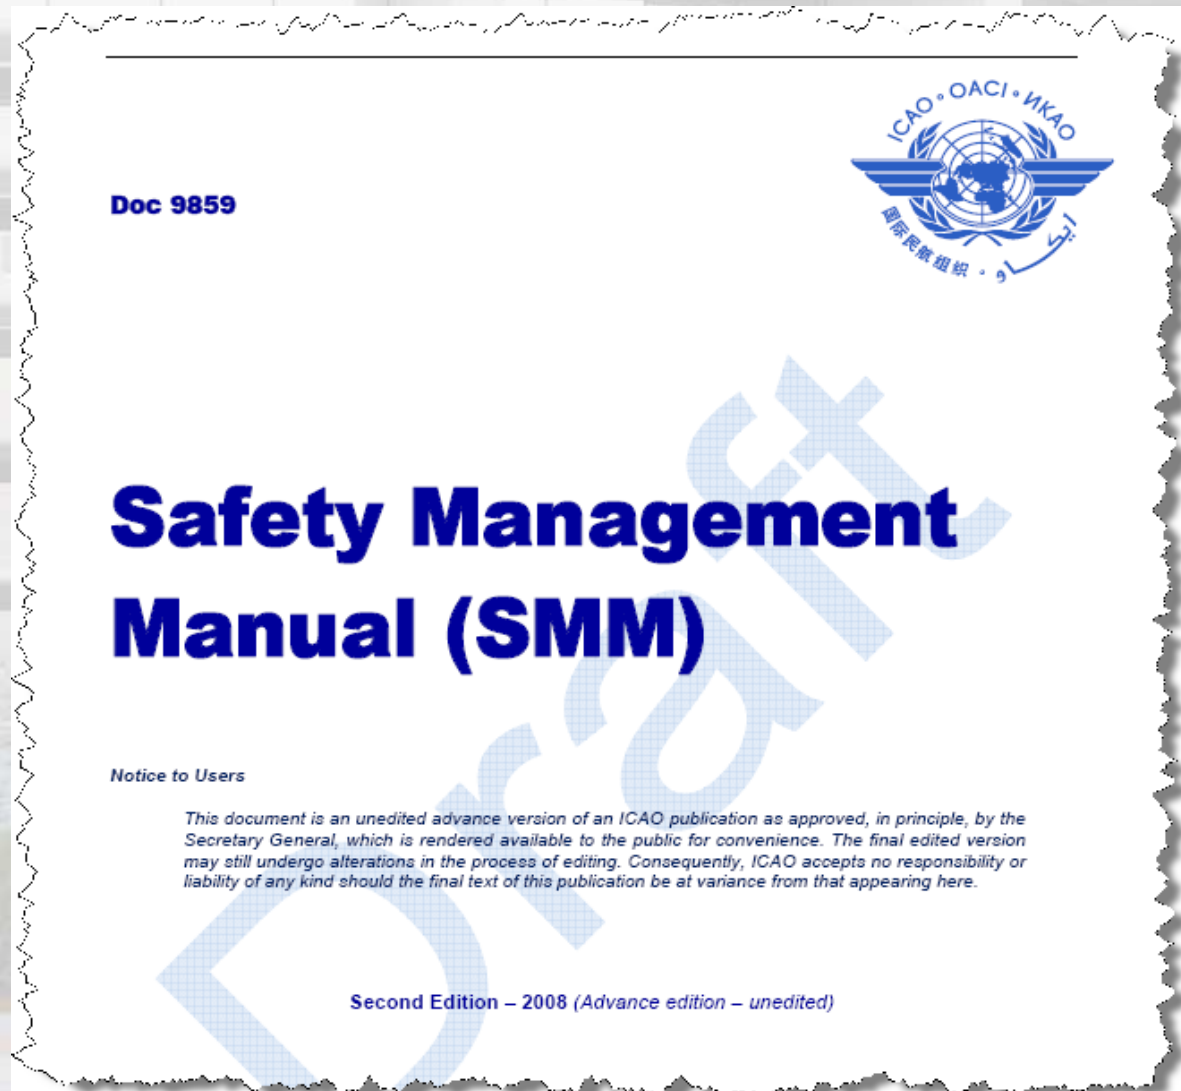 ICAO ◦ OACI ◦ ИКАО
国际民航组织 ◦ ايكاو
Doc 9859
Draft
Safety Management
Manual (SMM)
Notice to Users
This document is an unedited advance version of an ICAO publication as approved, in principle, by the
Secretary General, which is rendered available to the public for convenience. The final edited version
may still undergo alterations in the process of editing. Consequently, ICAO accepts no responsibility or
liability of any kind should the final text of this publication be at variance from that appearing here.
Second Edition – 2008 (Advance edition – unedited)